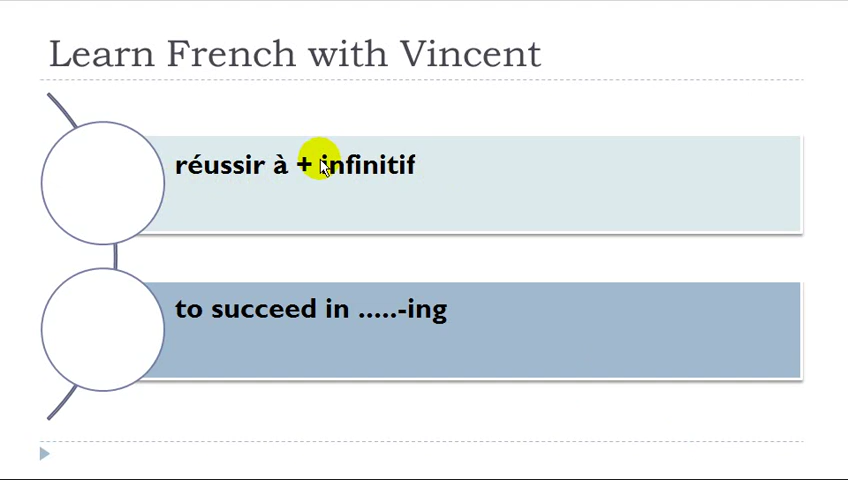 Learn French with Vincent
réussir à + infinitif
to succeed in .....-ing